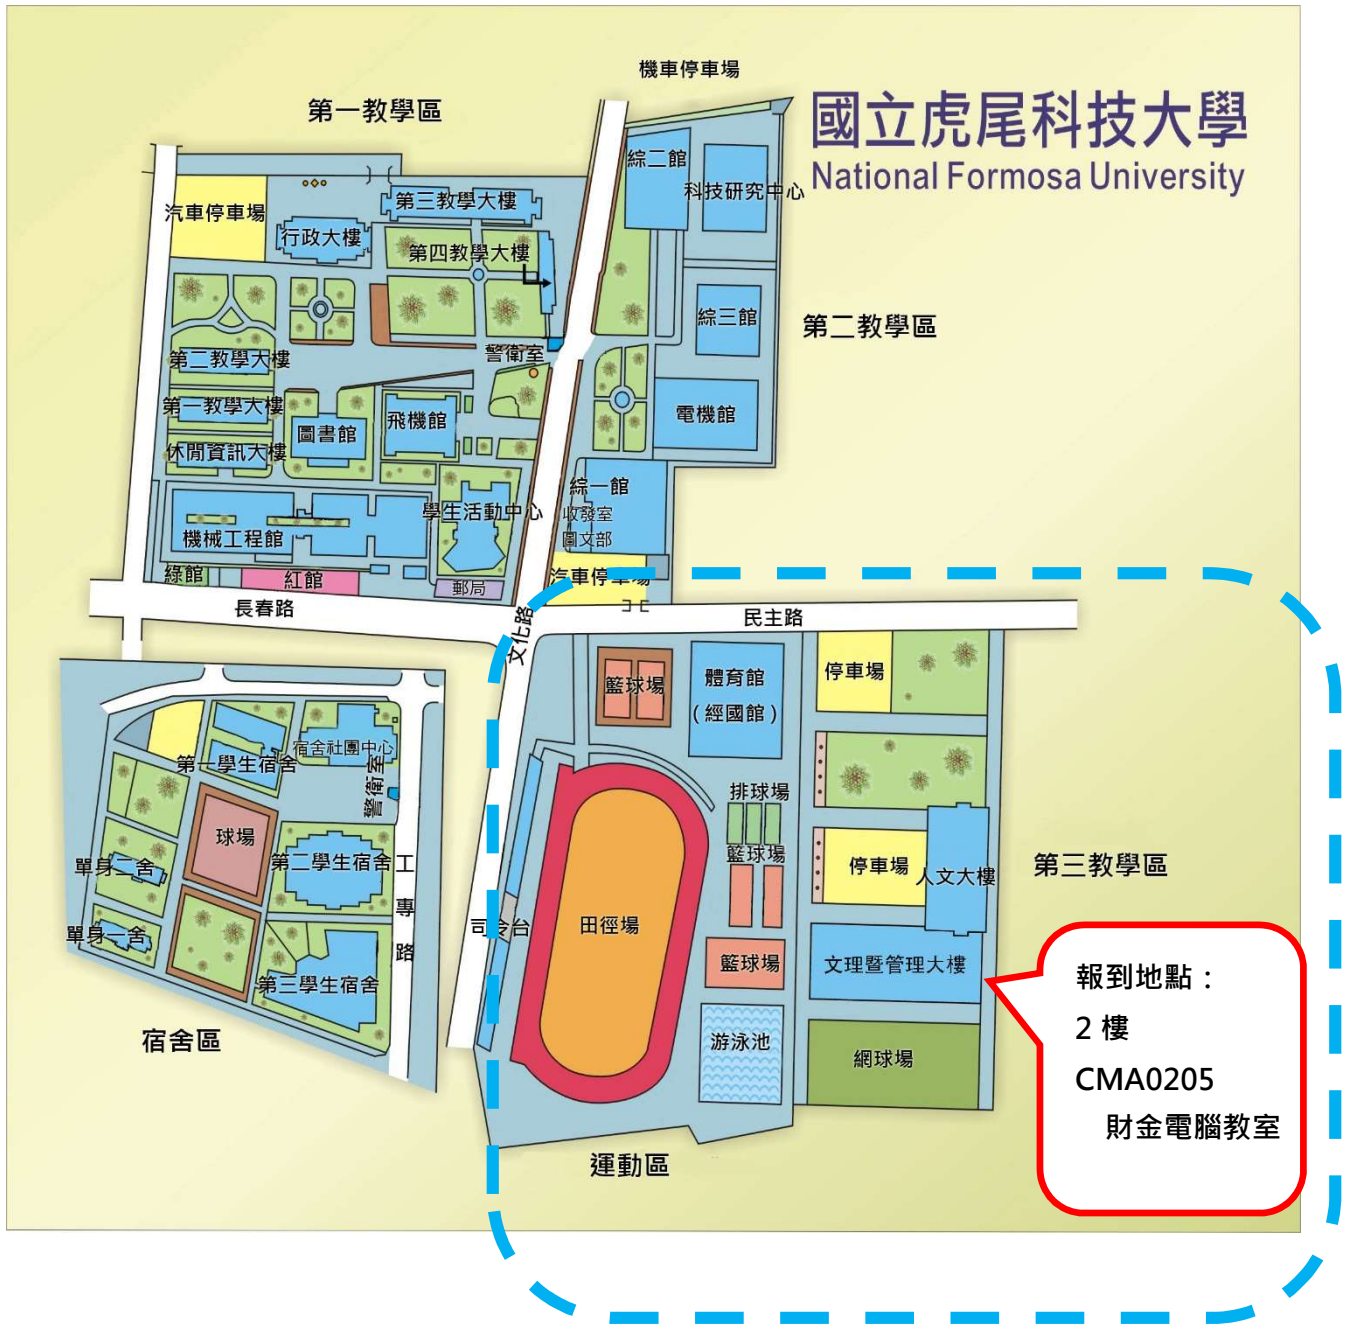 機車停車場
國立虎尾科技大學
National Formosa University
第一教學區
綜二館
科技研究中心
汽車停車場
第三教學大樓
行政大樓
第四教學大樓
綜三館
第二教學區
警衛室
第二教學大樓
第一教學大樓
圖書館
飛機館
電機館
休閒資訊大樓
綜一館
學生活動中心
收發室
圖文部
機械工程館
綠館
紅館
郵局
汽車停車場
長春路
文化路
民主路
籃球場
體育館
(經國館)
停車場
宿舍社團中心
第一學生宿舍
警衛室
排球場
球場
籃球場
第二學生宿舍
單身二舍
工專路
停車場
人文大樓
第三教學區
司令台
田徑場
單身一舍
籃球場
文理暨管理大樓
第三學生宿舍
宿舍區
游泳池
網球場
報到地點：
2 樓
CMA0205
財金電腦教室
運動區